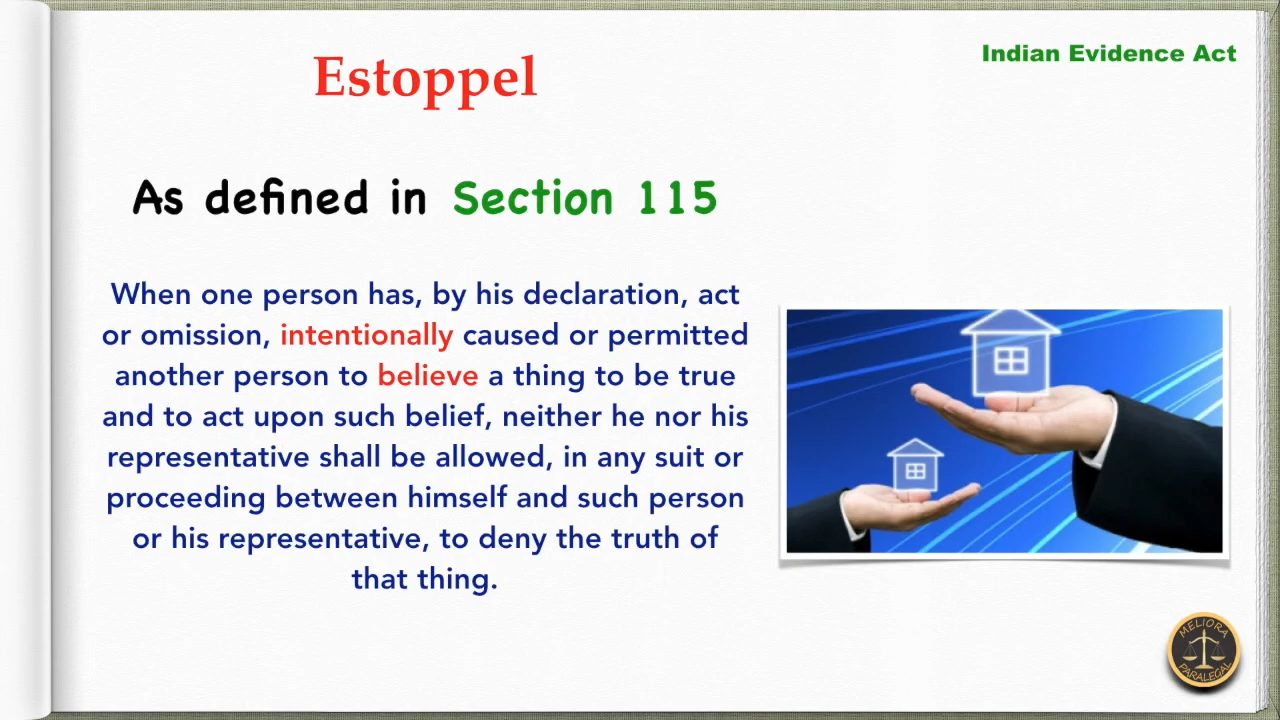 Indian Evidence Act
Estoppel
As defined in Section 115
When one person has, by his declaration, act
or omission, intentionally caused or permitted
another person to believe a thing to be true
and to act upon such belief, neither he nor his
representative shall be allowed, in any suit or
proceeding between himself and such person
or his representative, to deny the truth of
that thing.
MELIORA
PARALEGAL